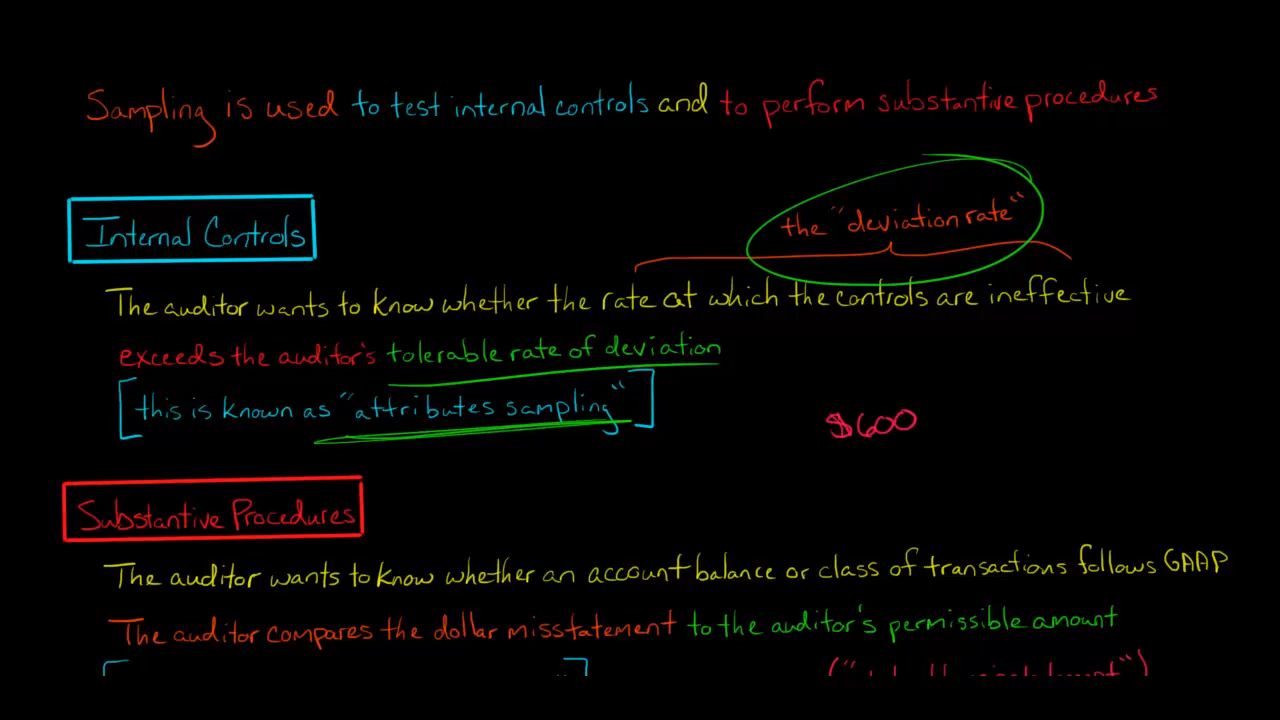 Sampling is used to test internal controls and to perform substantive procedures
Internal Controls
the "deviation rate"
The auditor wants to know whether the rate at which the controls are ineffective
exceeds the auditor's tolerable rate of deviation
[this is known as "attributes sampling"]
$600
Substantive Procedures
The auditor wants to know whether an account balance or class of transactions follows GAAP
The auditor compares the dollar misstatement to the auditor's permissible amount